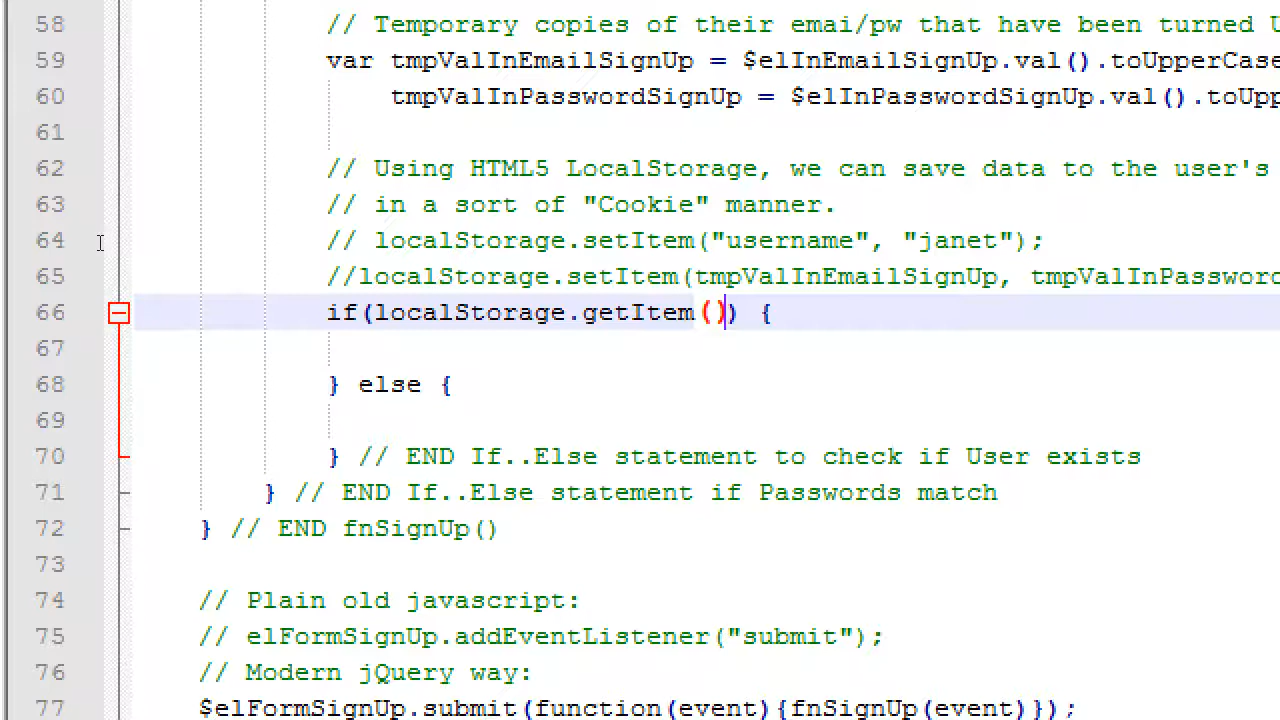 58 // Temporary copies of their emai/pw that have been turned
59 var tmpValInEmailSignUp = $elInEmailSignUp.val().toUpperCase
60 tmpValInPasswordSignUp = $elInPasswordSignUp.val().toUpp
61
62 // Using HTML5 LocalStorage, we can save data to the user's
63 // in a sort of "Cookie" manner.
64 // localStorage.setItem("username", "janet");
65 //localStorage.setItem(tmpValInEmailSignUp, tmpValInPassword
66 if(localStorage.getItem()) {
67
68 } else {
69
70 } // END If..Else statement to check if User exists
71 } // END If..Else statement if Passwords match
72 } // END fnSignUp()
73
74 // Plain old javascript:
75 // elFormSignUp.addEventListener("submit");
76 // Modern jQuery way:
77 $elFormSignUp.submit(function(event){fnSignUp(event)});